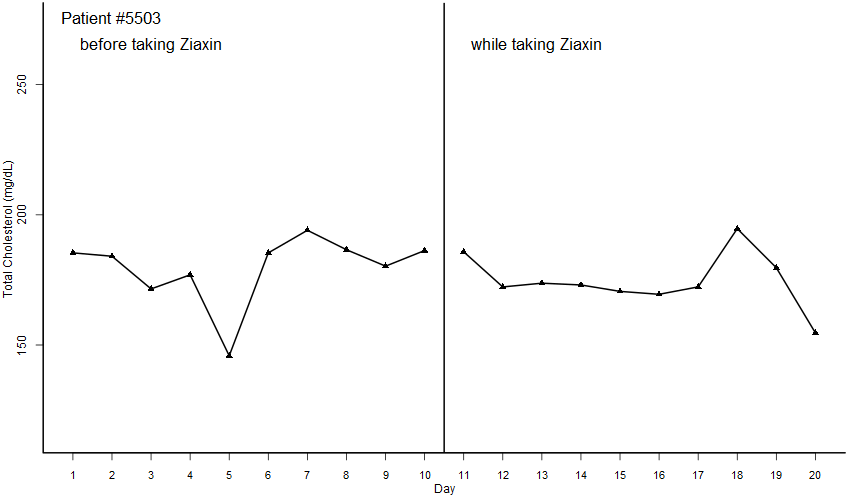 Patient #5503
before taking Ziaxin
while taking Ziaxin
Total Cholesterol (mg/dL)
250
200
150
1 2 3 4 5 6 7 8 9 10 11 12 13 14 15 16 17 18 19 20
Day